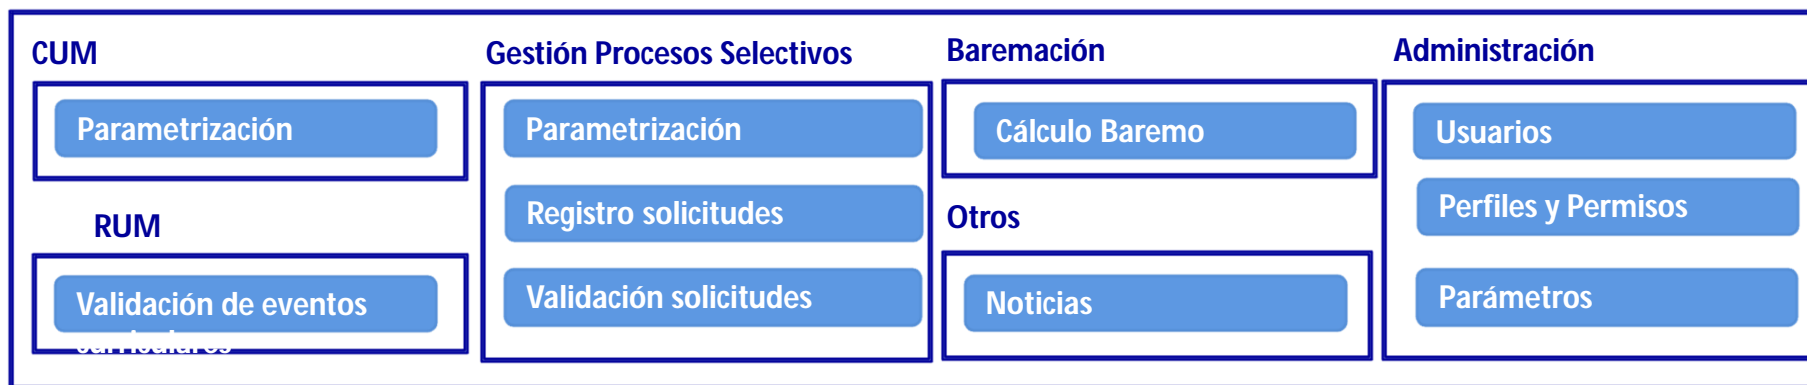 CUM
Parametrización
RUM
Validación de eventos
curriculares
Gestión Procesos Selectivos
Parametrización
Registro solicitudes
Validación solicitudes
Baremación
Cálculo Baremo
Otros
Noticias
Administración
Usuarios
Perfiles y Permisos
Parámetros